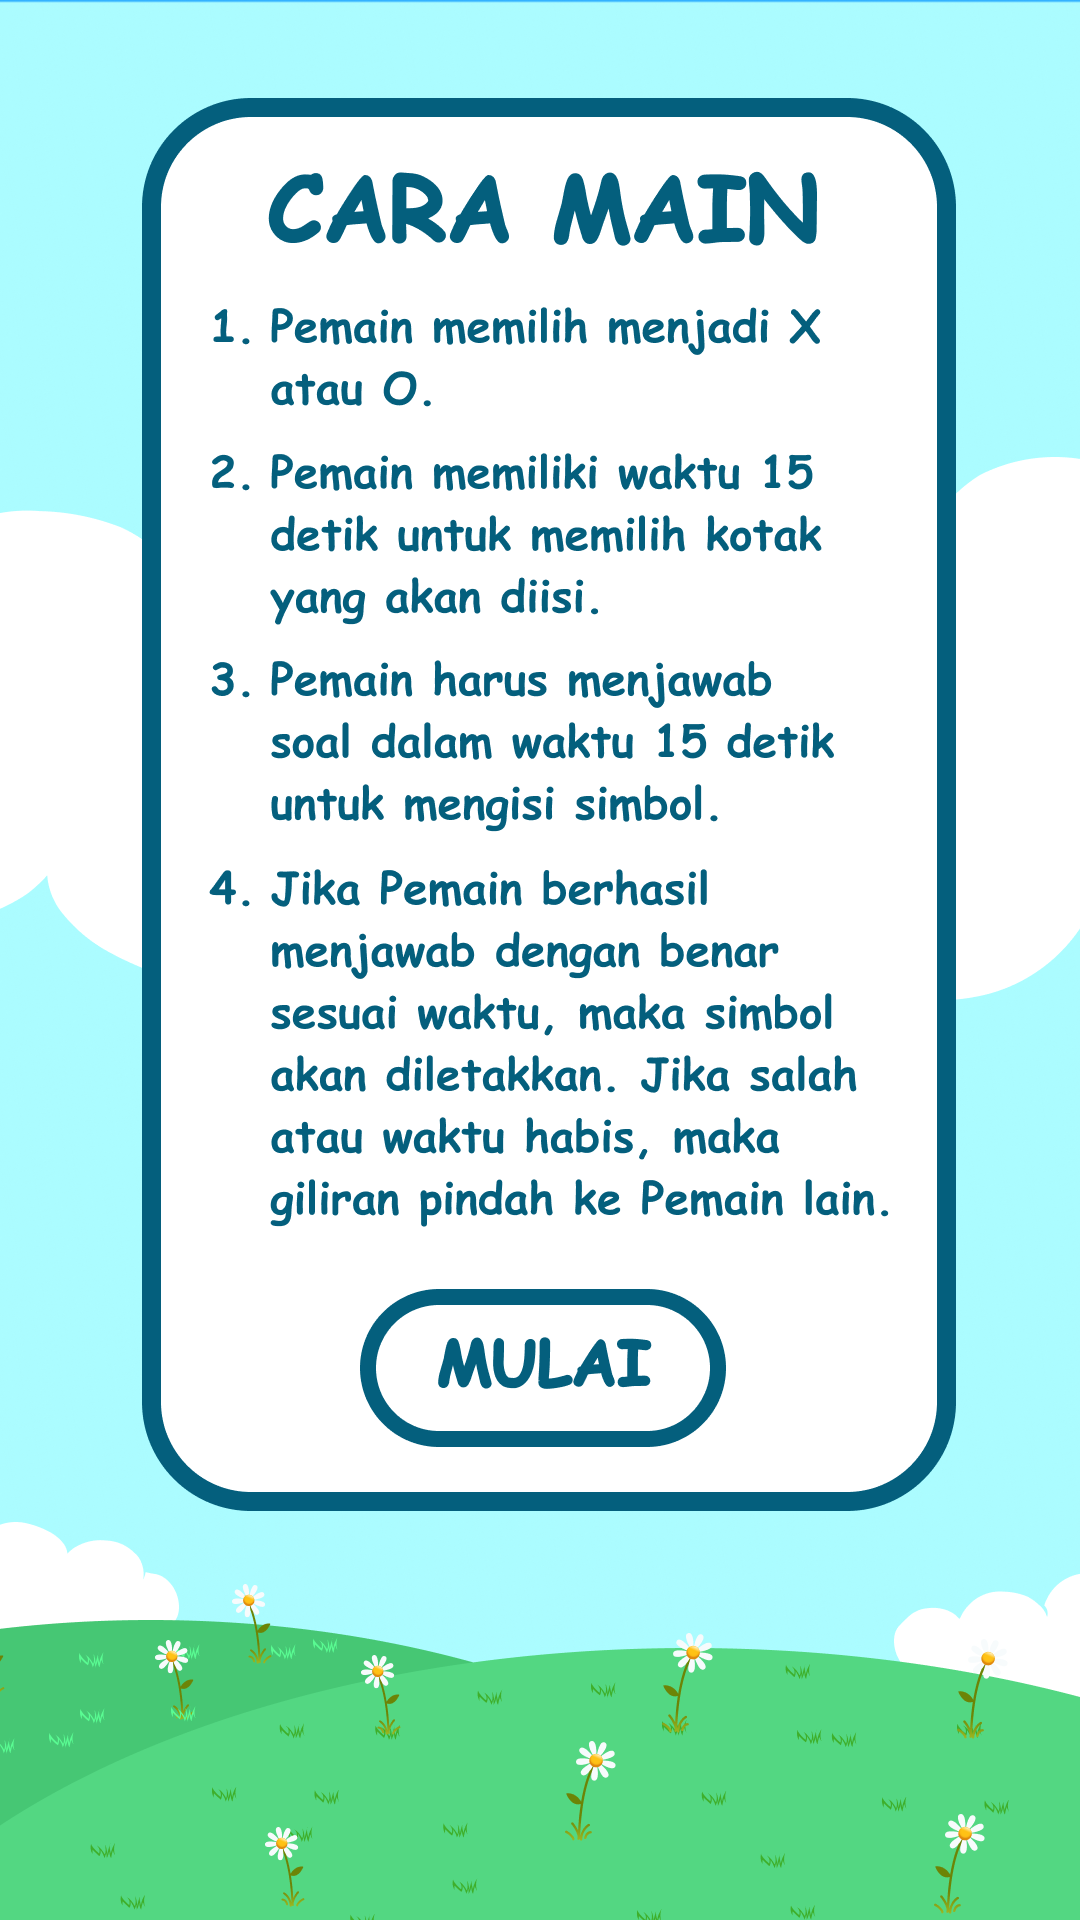 CARA MAIN
1. Pemain memilih menjadi X
atau O.
2. Pemain memiliki waktu 15
detik untuk memilih kotak
yang akan diisi.
3. Pemain harus menjawab
soal dalam waktu 15 detik
untuk mengisi simbol.
4. Jika Pemain berhasil
menjawab dengan benar
sesuai waktu, maka simbol
akan diletakkan. Jika salah
atau waktu habis, maka
giliran pindah ke Pemain lain.
MULAI